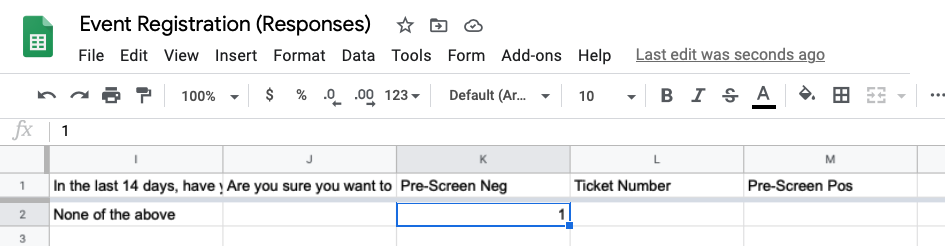 Event Registration (Responses)
File Edit View Insert Format Data Tools Form Add-ons Help Last edit was seconds ago
100% $ % .0 .00 123 Default (Ar... 10 B I S A
fx 1
I J K L M
1 In the last 14 days, have Are you sure you want to Pre-Screen Neg Ticket Number Pre-Screen Pos
2 None of the above 1
3